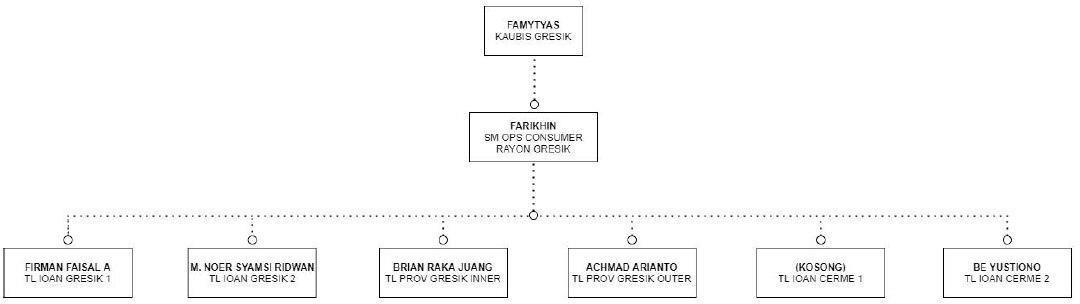 FAMYTYAS
KAUBIS GRESIK
FARIKHIN
SM OPS CONSUMER
RAYON GRESIK
FIRMAN FAISAL A
TL IOAN GRESIK 1
M. NOER SYAMSI RIDWAN
TL IOAN GRESIK 2
BRIAN RAKA JUANG
TL PROV GRESIK INNER
ACHMAD ARIANTO
TL PROV GRESIK OUTER
(KOSONG)
TL IOAN CERME 1
BE YUSTIONO
TL IOAN CERME 2